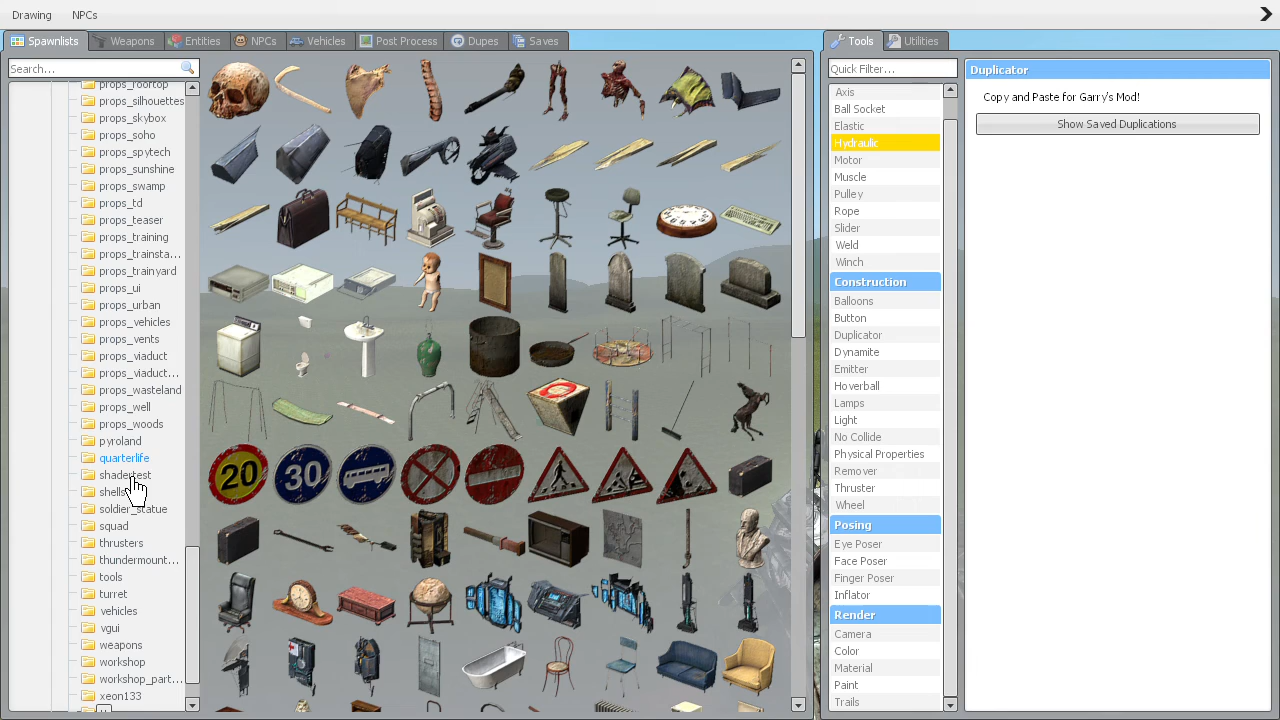 Drawing NPCs
Spawnlists Weapons Entities NPCs Vehicles Post Process Dupes Saves
Tools Utilities
Search...
props_rooftop
props_silhouettes
props_skybox
props_soho
props_spytech
props_sunshine
props_swamp
props_td
props_teaser
props_training
props_trainsta...
props_trainyard
props_ui
props_urban
props_vehicles
props_vents
props_viaduct
props_viaduct...
props_wasteland
props_well
props_woods
pyroland
quarterlife
shadertest
shells
soldier_statue
squad
thrusters
thundermount...
tools
turret
vehicles
vgui
weapons
workshop
workshop_part...
xeon133
20
30
Quick Filter...
Axis
Ball Socket
Elastic
Hydraulic
Motor
Muscle
Pulley
Rope
Slider
Weld
Winch
Construction
Balloons
Button
Duplicator
Dynamite
Emitter
Hoverball
Lamps
Light
No Collide
Physical Properties
Remover
Thruster
Wheel
Posing
Eye Poser
Face Poser
Finger Poser
Inflator
Render
Camera
Color
Material
Paint
Trails
Duplicator
Copy and Paste for Garry's Mod!
Show Saved Duplications